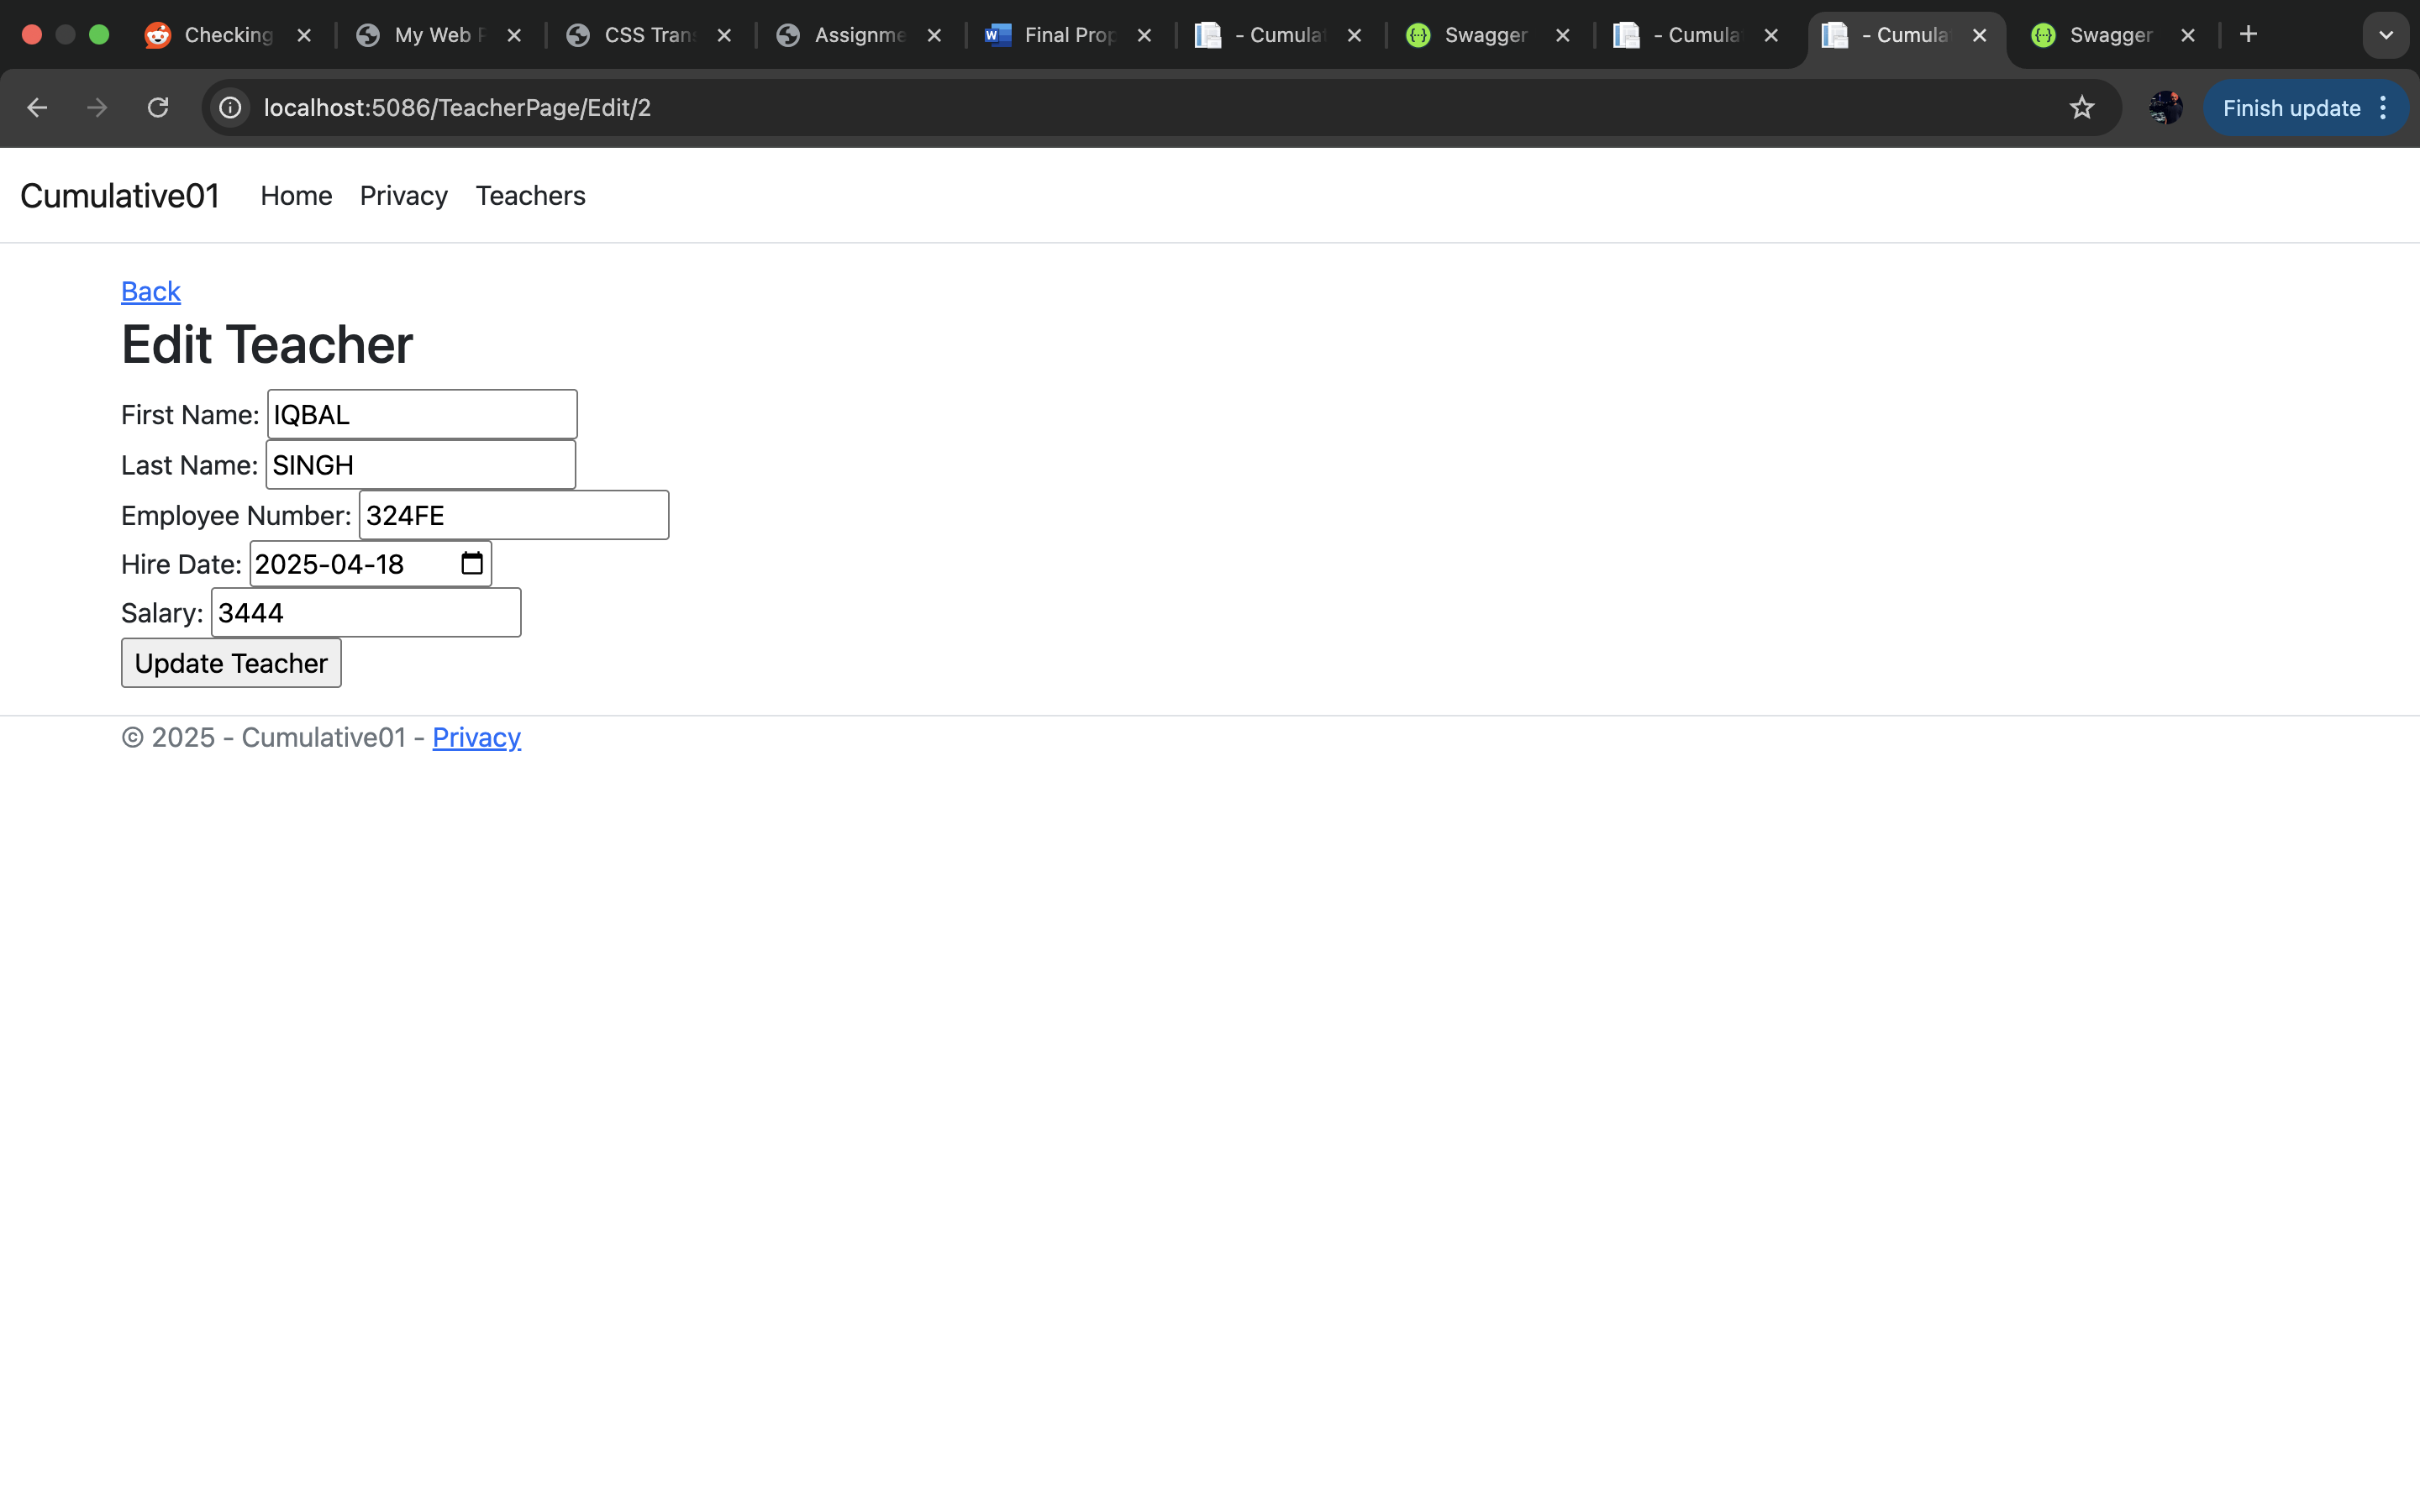 Checking My Web CSS Tran Assignme Final Prop - Cumula Swagger - Cumula - Cumula Swagger
localhost:5086/TeacherPage/Edit/2 Finish update
Cumulative01 Home Privacy Teachers
Back
Edit Teacher
First Name: IQBAL
Last Name: SINGH
Employee Number: 324FE
Hire Date: 2025-04-18
Salary: 3444
Update Teacher
© 2025 - Cumulative01 - Privacy